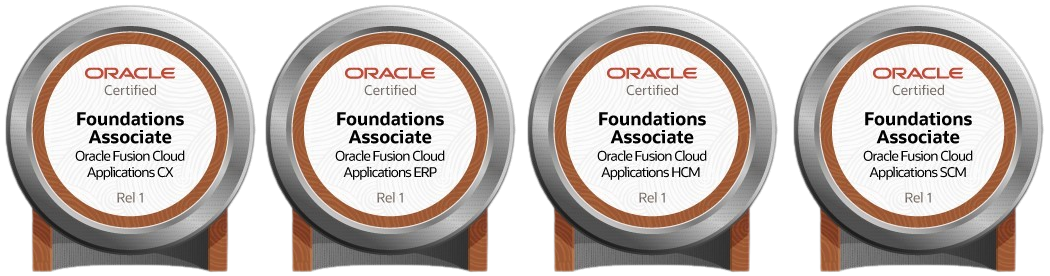 ORACLE
Certified
Foundations
Associate
Oracle Fusion Cloud
Applications CX
Rel 1
ORACLE
Certified
Foundations
Associate
Oracle Fusion Cloud
Applications ERP
Rel 1
ORACLE
Certified
Foundations
Associate
Oracle Fusion Cloud
Applications HCM
Rel 1
ORACLE
Certified
Foundations
Associate
Oracle Fusion Cloud
Applications SCM
Rel 1